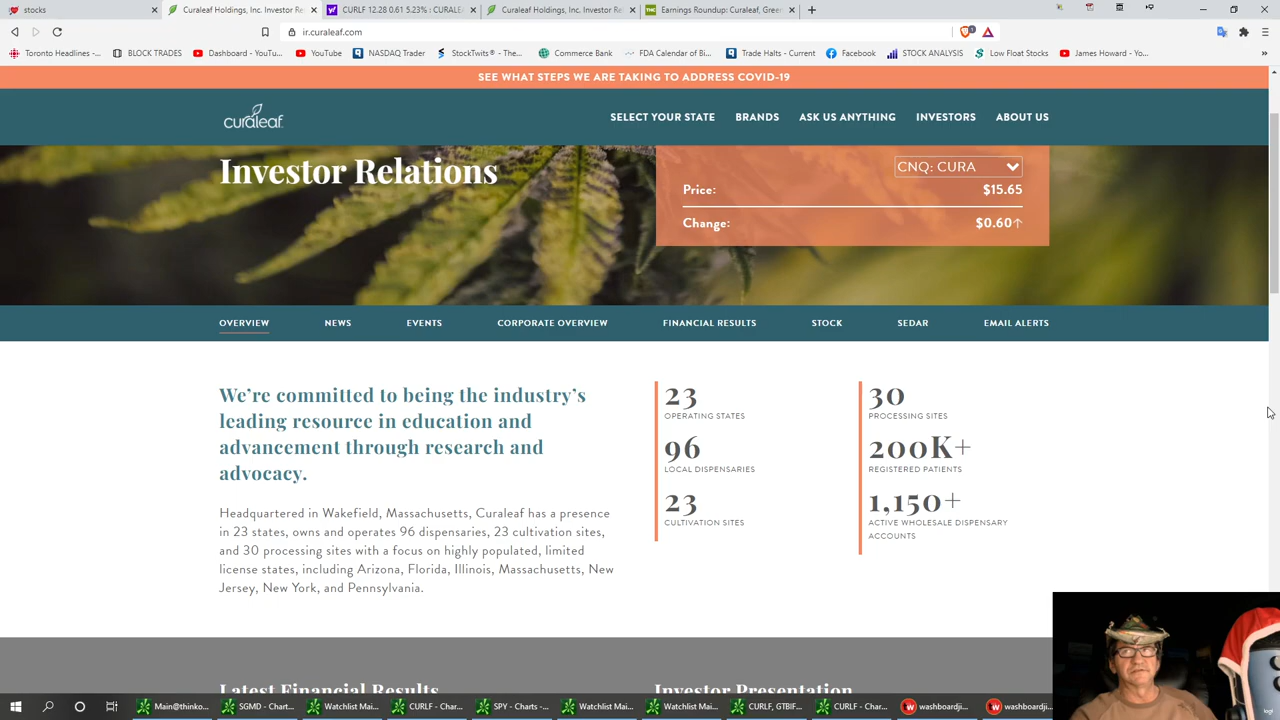 stocks
Curaleaf Holdings, Inc. Investor Re
CURLF 12.28 0.61 5.23% : CURALE
Curaleaf Holdings, Inc. Investor Re
Earnings Roundup: Curaleaf, Green
ir.curaleaf.com
Toronto Headlines -...
BLOCK TRADES
Dashboard - YouTu...
YouTube
NASDAQ Trader
StockTwits® - The...
Commerce Bank
FDA Calendar of Bi...
Trade Halts - Current
Facebook
STOCK ANALYSIS
Low Float Stocks
James Howard - Yo...
SEE WHAT STEPS WE ARE TAKING TO ADDRESS COVID-19
curaleaf
SELECT YOUR STATE
BRANDS
ASK US ANYTHING
INVESTORS
ABOUT US
Investor Relations
CNQ: CURA
Price: $15.65
Change: $0.60↑
OVERVIEW
NEWS
EVENTS
CORPORATE OVERVIEW
FINANCIAL RESULTS
STOCK
SEDAR
EMAIL ALERTS
We're committed to being the industry's
leading resource in education and
advancement through research and
advocacy.
Headquartered in Wakefield, Massachusetts, Curaleaf has a presence
in 23 states, owns and operates 96 dispensaries, 23 cultivation sites,
and 30 processing sites with a focus on highly populated, limited
license states, including Arizona, Florida, Illinois, Massachusetts, New
Jersey, New York, and Pennsylvania.
23
OPERATING STATES
96
LOCAL DISPENSARIES
23
CULTIVATION SITES
30
PROCESSING SITES
200K+
REGISTERED PATIENTS
1,150+
ACTIVE WHOLESALE DISPENSARY
ACCOUNTS
Latest Financial Results
Investor Presentation
Main@thinko...
SGMD - Chart...
Watchlist Mai...
CURLF - Char...
SPY - Charts -...
Watchlist Mai...
Watchlist Mai...
CURLF, GTBIF...
CURLF - Char...
washboardji...
washboardji...
logi